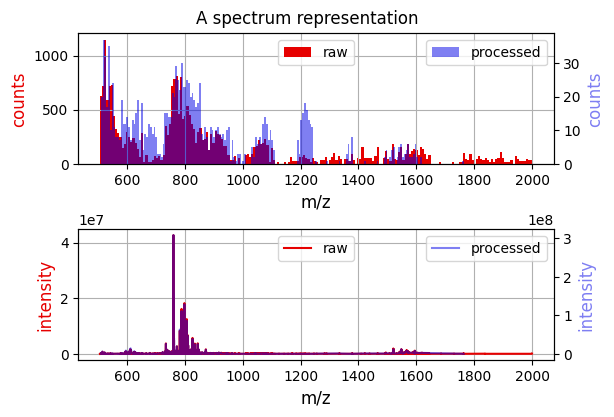 A spectrum representation
raw
processed
counts
counts
1000
500
0
30
20
10
0
600 800 1000 1200 1400 1600 1800 2000
m/z
1e7
1e8
raw
processed
intensity
intensity
4
2
0
3
2
1
0
600 800 1000 1200 1400 1600 1800 2000
m/z